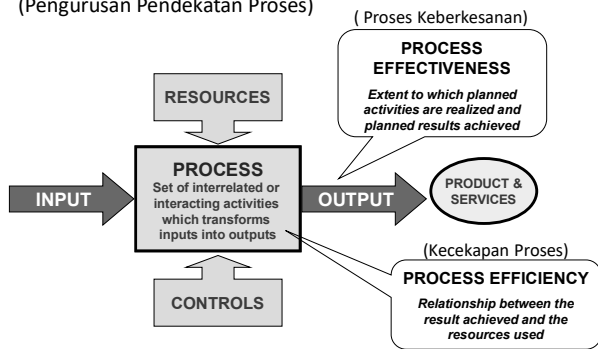 (Pengurusan Pendekatan Proses)
( Proses Keberkesanan)
PROCESS
EFFECTIVENESS
Extent to which planned
activities are realized and
planned results achieved
RESOURCES
PROCESS
Set of interrelated or
interacting activities
which transforms
inputs into outputs
INPUT
OUTPUT
PRODUCT &
SERVICES
(Kecekapan Proses)
PROCESS EFFICIENCY
Relationship between the
result achieved and the
resources used
CONTROLS